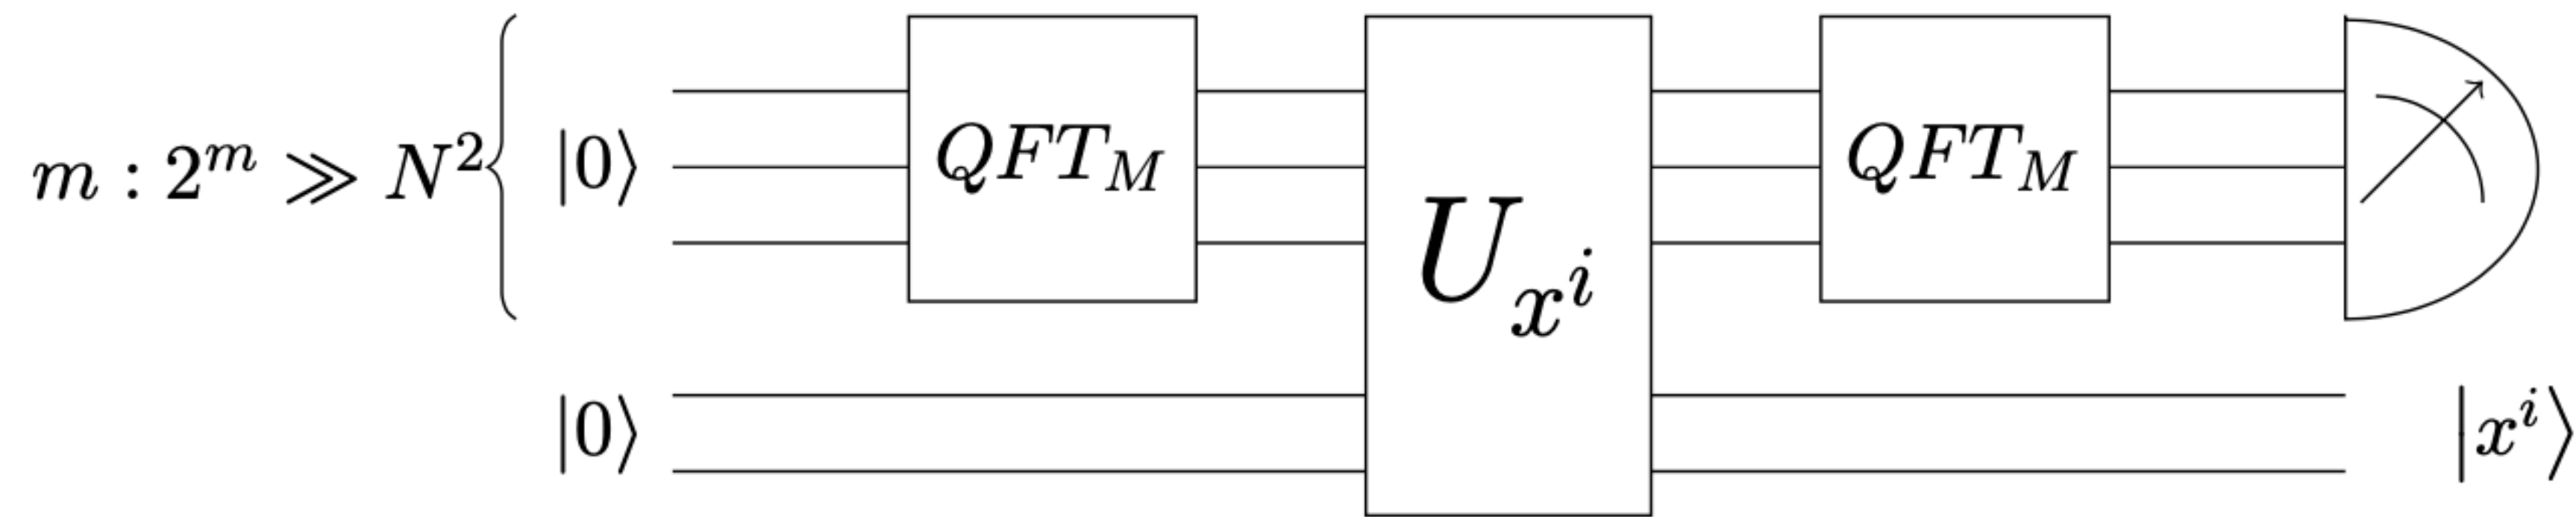 m : 2^m ≫ N^2
|0⟩
QFT_M
U_{x^i}
QFT_M
|0⟩
|x^i⟩